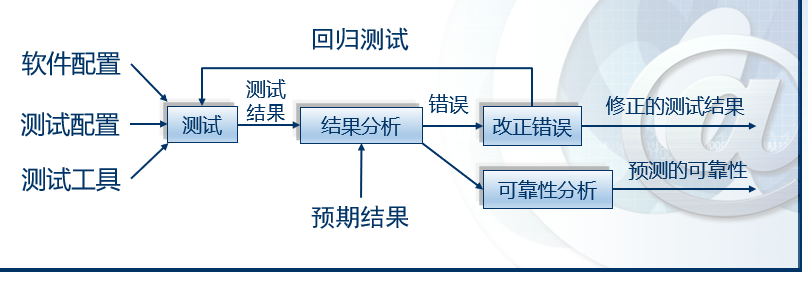 回归测试
软件配置
测试配置
测试工具
测试
测试
结果
结果分析
预期结果
错误
改正错误
修正的测试结果
可靠性分析
预测的可靠性